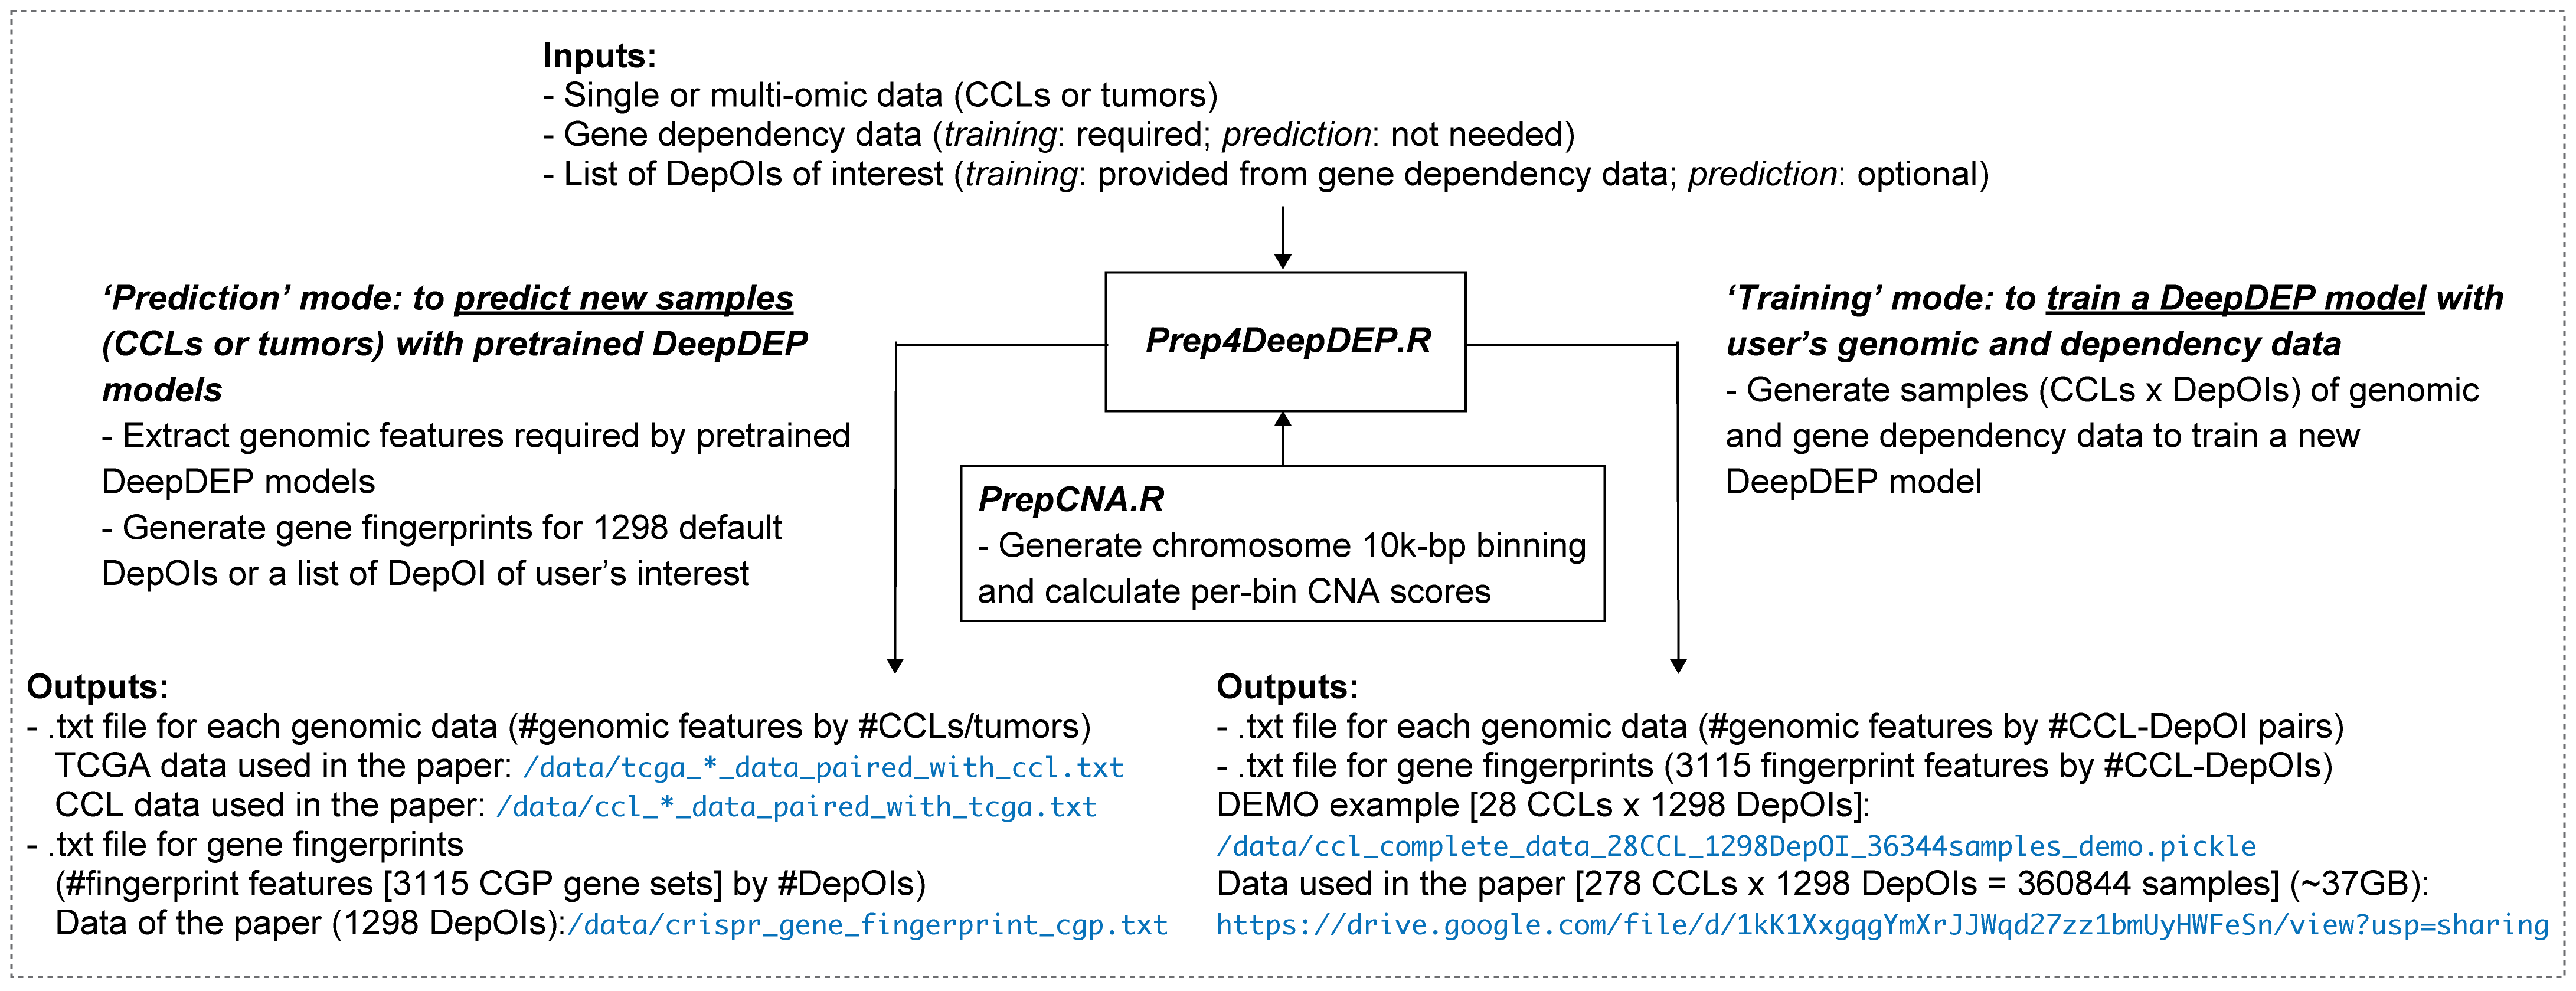 Inputs:
- Single or multi-omic data (CCLs or tumors)
- Gene dependency data (training: required; prediction: not needed)
- List of DepOIs of interest (training: provided from gene dependency data; prediction: optional)
‘Prediction’ mode: to predict new samples
(CCLs or tumors) with pretrained DeepDEP
models
- Extract genomic features required by pretrained
DeepDEP models
- Generate gene fingerprints for 1298 default
DepOIs or a list of DepOI of user’s interest
Prep4DeepDEP.R
PrepCNA.R
- Generate chromosome 10k-bp binning
and calculate per-bin CNA scores
‘Training’ mode: to train a DeepDEP model with
user’s genomic and dependency data
- Generate samples (CCLs x DepOIs) of genomic
and gene dependency data to train a new
DeepDEP model
Outputs:
- .txt file for each genomic data (#genomic features by #CCLs/tumors)
TCGA data used in the paper: /data/tcga_*_data_paired_with_ccl.txt
CCL data used in the paper: /data/ccl_*_data_paired_with_tcga.txt
- .txt file for gene fingerprints
(#fingerprint features [3115 CGP gene sets] by #DepOIs)
Data of the paper (1298 DepOIs):/data/crispr_gene_fingerprint_cgp.txt
Outputs:
- .txt file for each genomic data (#genomic features by #CCL-DepOI pairs)
- .txt file for gene fingerprints (3115 fingerprint features by #CCL-DepOIs)
DEMO example [28 CCLs x 1298 DepOIs]:
/data/ccl_complete_data_28CCL_1298DepOI_36344samples_demo.pickle
Data used in the paper [278 CCLs x 1298 DepOIs = 360844 samples] (~37GB):
https://drive.google.com/file/d/1kK1XxgqgYmXrJJWqd27zz1bmUyHWFeSn/view?usp=sharing